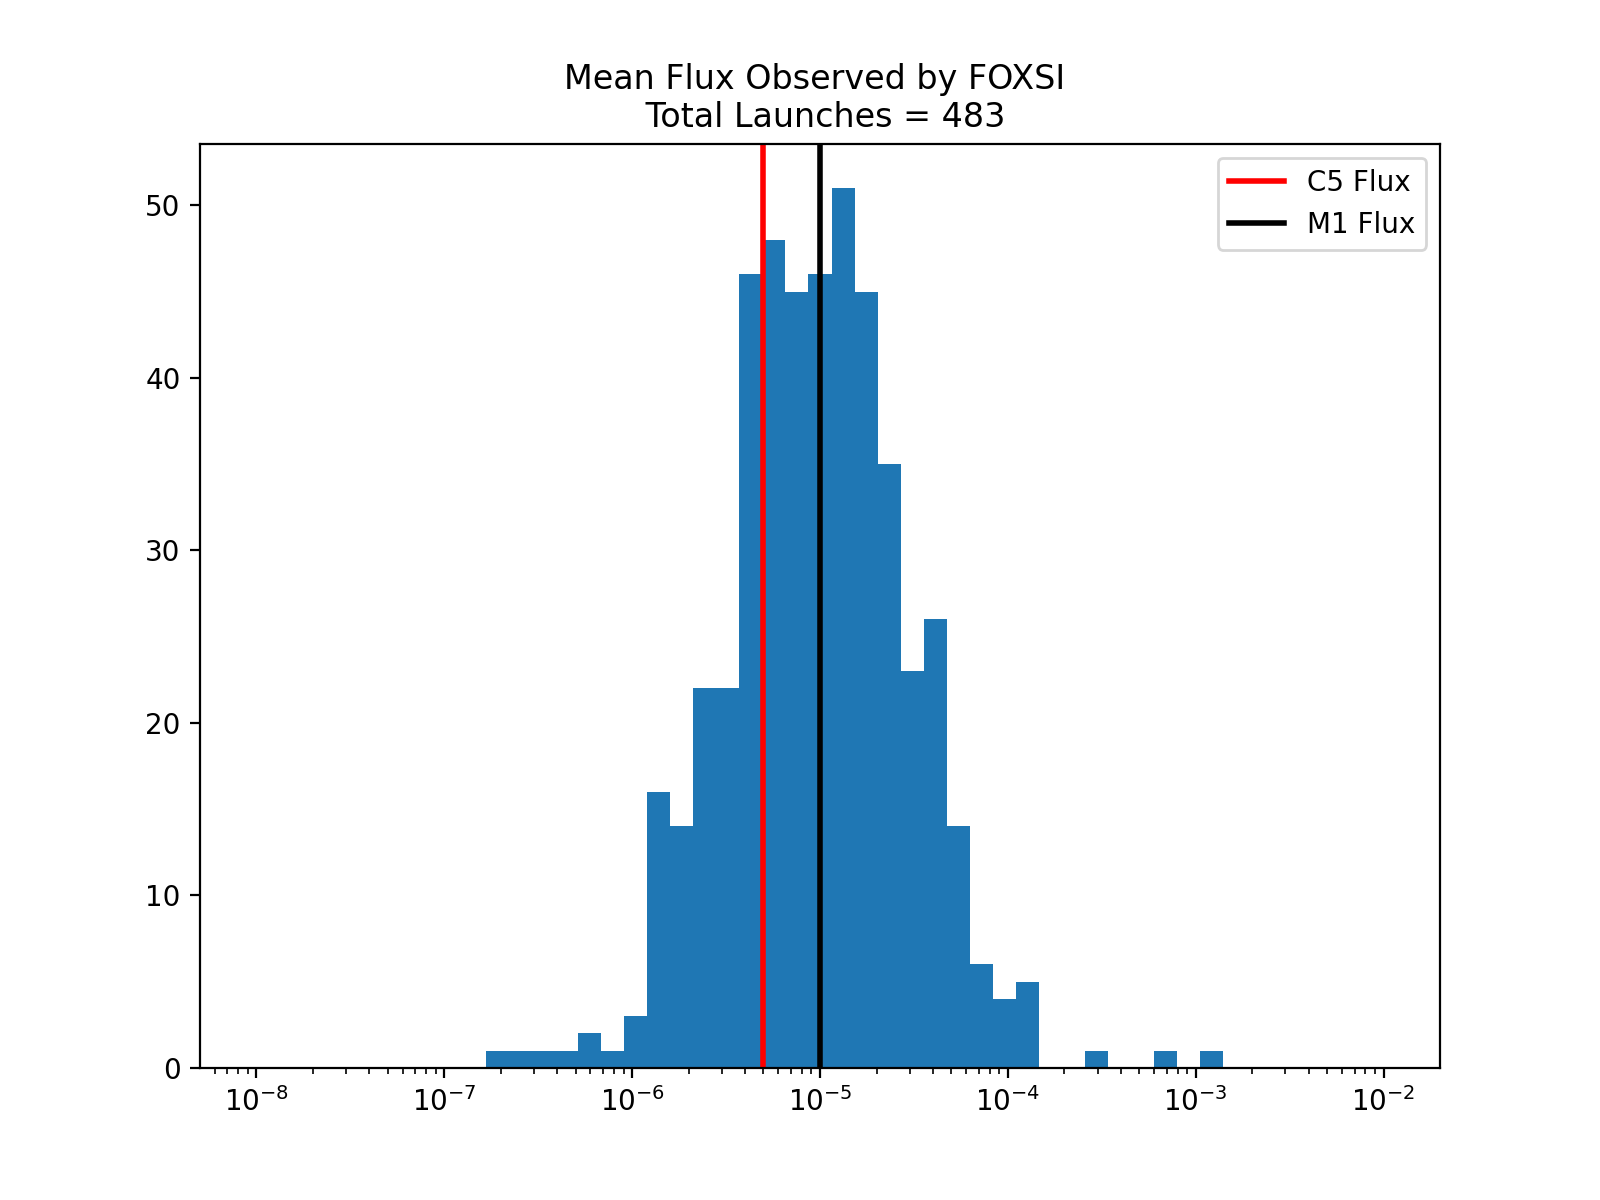 Mean Flux Observed by FOXSI
Total Launches = 483
C5 Flux
M1 Flux
50
40
30
20
10
0
10⁻⁸ 10⁻⁷ 10⁻⁶ 10⁻⁵ 10⁻⁴ 10⁻³ 10⁻²